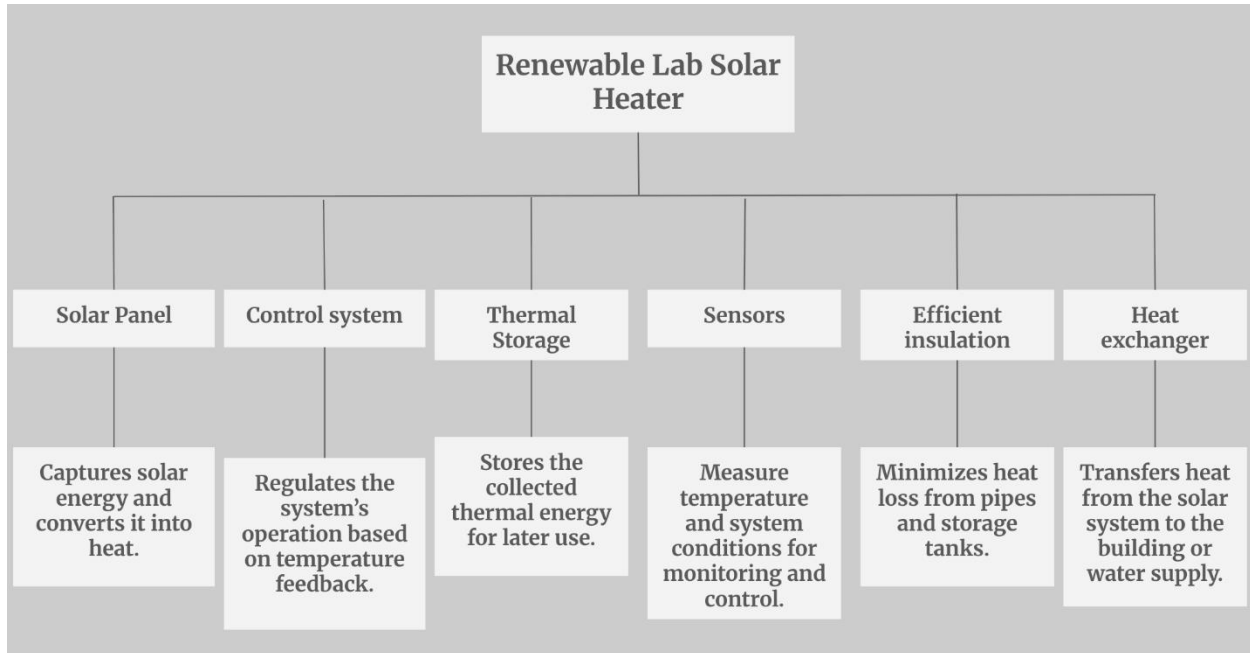 Renewable Lab Solar
Heater
Solar Panel
Control system
Thermal
Storage
Sensors
Efficient
insulation
Heat
exchanger
Captures solar
energy and
converts it into
heat.
Regulates the
system’s
operation based
on temperature
feedback.
Stores the
collected
thermal energy
for later use.
Measure
temperature
and system
conditions for
monitoring and
control.
Minimizes heat
loss from pipes
and storage
tanks.
Transfers heat
from the solar
system to the
building or
water supply.